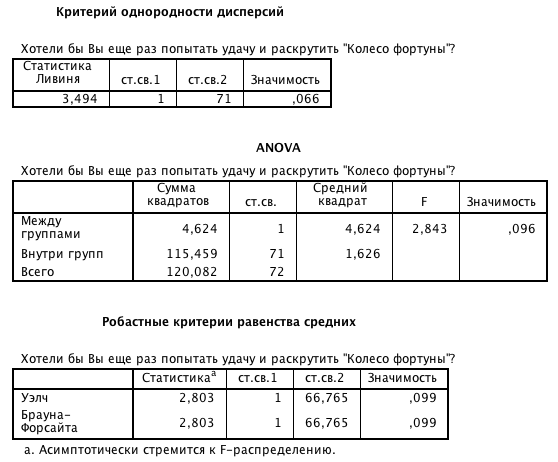 Критерий однородности дисперсий
Хотели бы Вы еще раз попытать удачу и раскрутить "Колесо фортуны"?
Статистика Ливиня ст.св.1 ст.св.2 Значимость
3,494 1 71 ,066
ANOVA
Хотели бы Вы еще раз попытать удачу и раскрутить "Колесо фортуны"?
Сумма квадратов ст.св. Средний квадрат F Значимость
Между группами 4,624 1 4,624 2,843 ,096
Внутри групп 115,459 71 1,626
Всего 120,082 72
Робастные критерии равенства средних
Хотели бы Вы еще раз попытать удачу и раскрутить "Колесо фортуны"?
Статистикаª ст.св.1 ст.св.2 Значимость
Уэлч 2,803 1 66,765 ,099
Брауна-Форсайта 2,803 1 66,765 ,099
a. Асимптотически стремится к F-распределению.